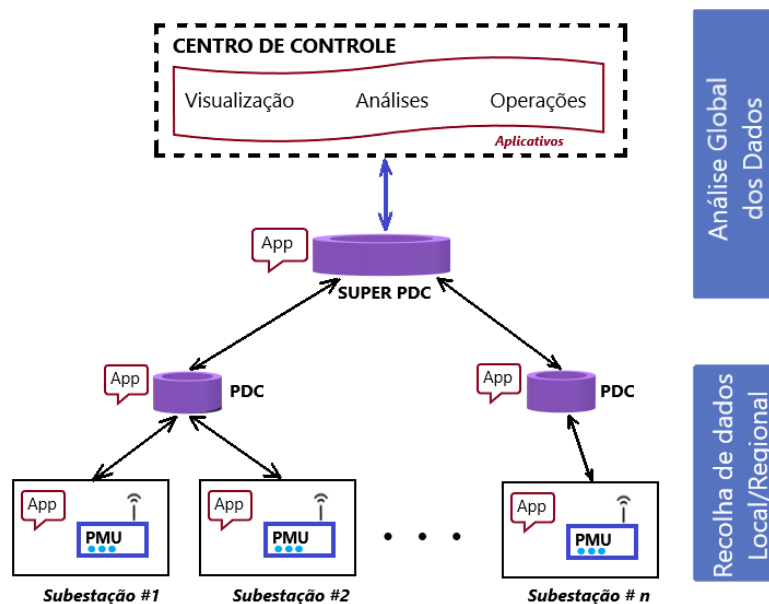 CENTRO DE CONTROLE
Visualização Análises Operações
Aplicativos
Análise Global
dos Dados
App
SUPER PDC
App
PDC
App
PDC
Recolha de dados
Local/Regional
App
PMU
App
PMU
. . .
App
PMU
Subestação #1
Subestação #2
Subestação # n